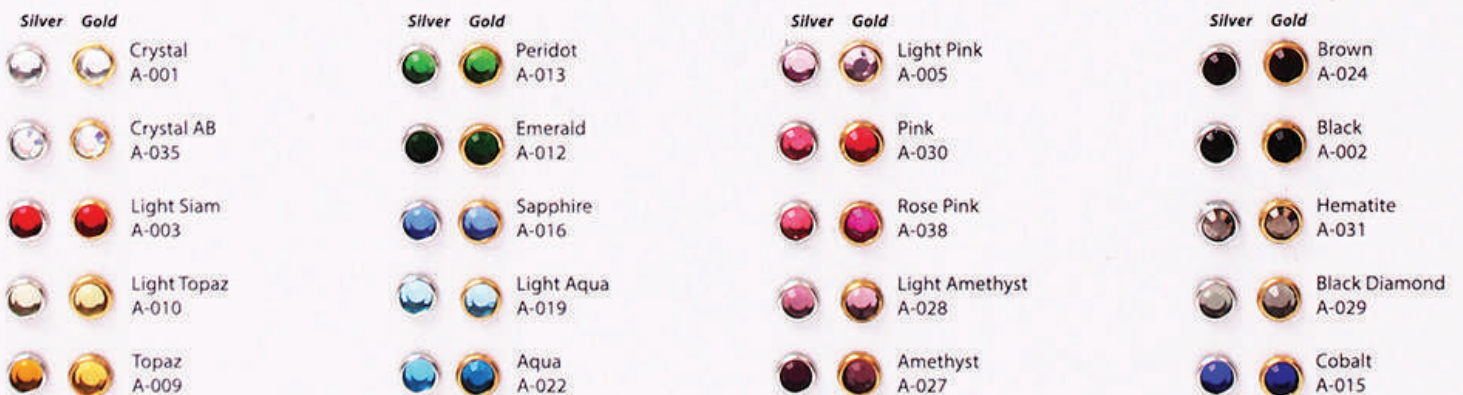 Silver Gold
Crystal
A-001
Crystal AB
A-035
Light Siam
A-003
Light Topaz
A-010
Topaz
A-009
Silver Gold
Peridot
A-013
Emerald
A-012
Sapphire
A-016
Light Aqua
A-019
Aqua
A-022
Silver Gold
Light Pink
A-005
Pink
A-030
Rose Pink
A-038
Light Amethyst
A-028
Amethyst
A-027
Silver Gold
Brown
A-024
Black
A-002
Hematite
A-031
Black Diamond
A-029
Cobalt
A-015